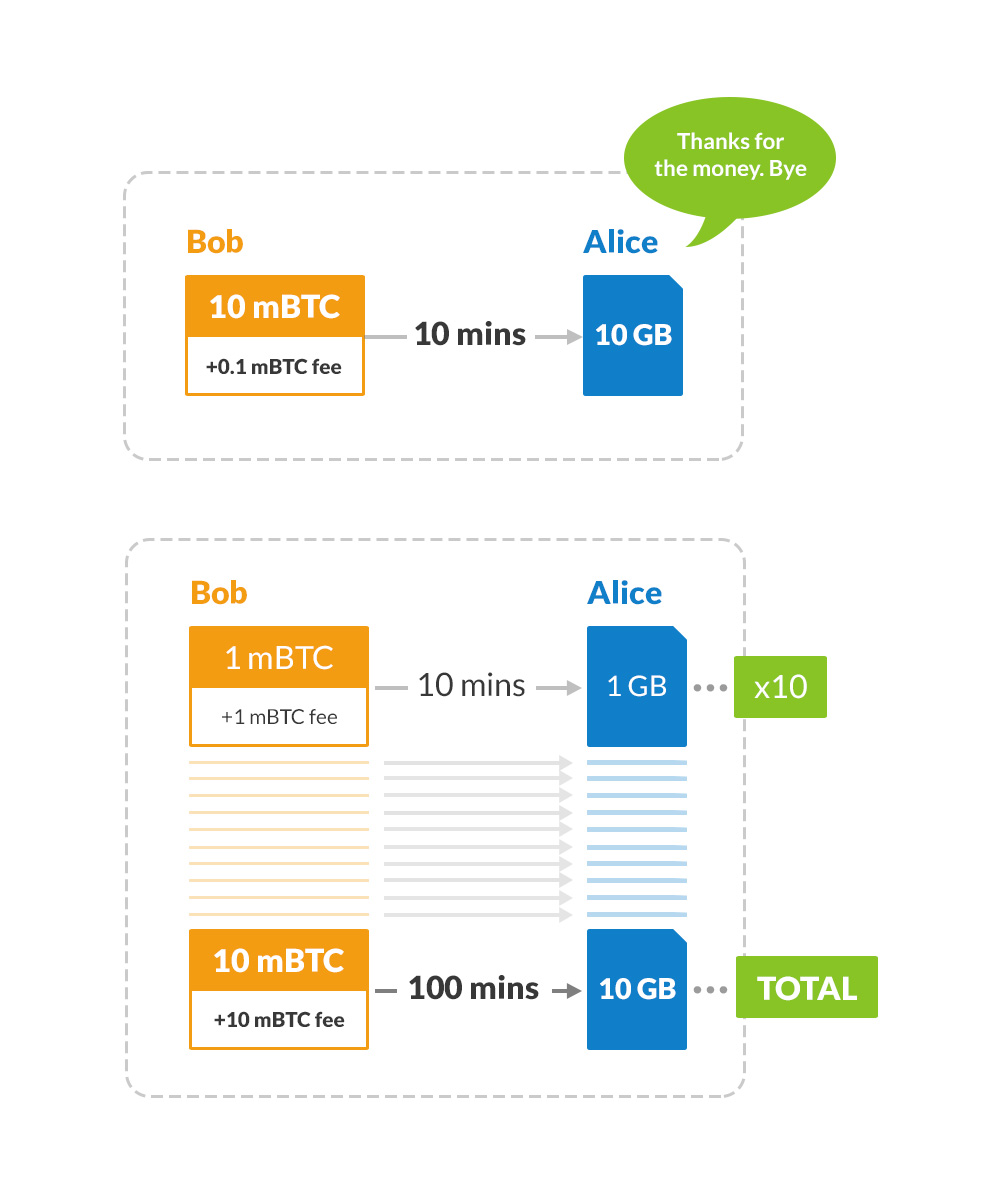 Thanks for
the money. Bye
Bob
Alice
10 mBTC
+0.1 mBTC fee
10 mins
10 GB
Bob
Alice
1 mBTC
+1 mBTC fee
10 mins
1 GB
x10
10 mBTC
+10 mBTC fee
100 mins
10 GB
TOTAL